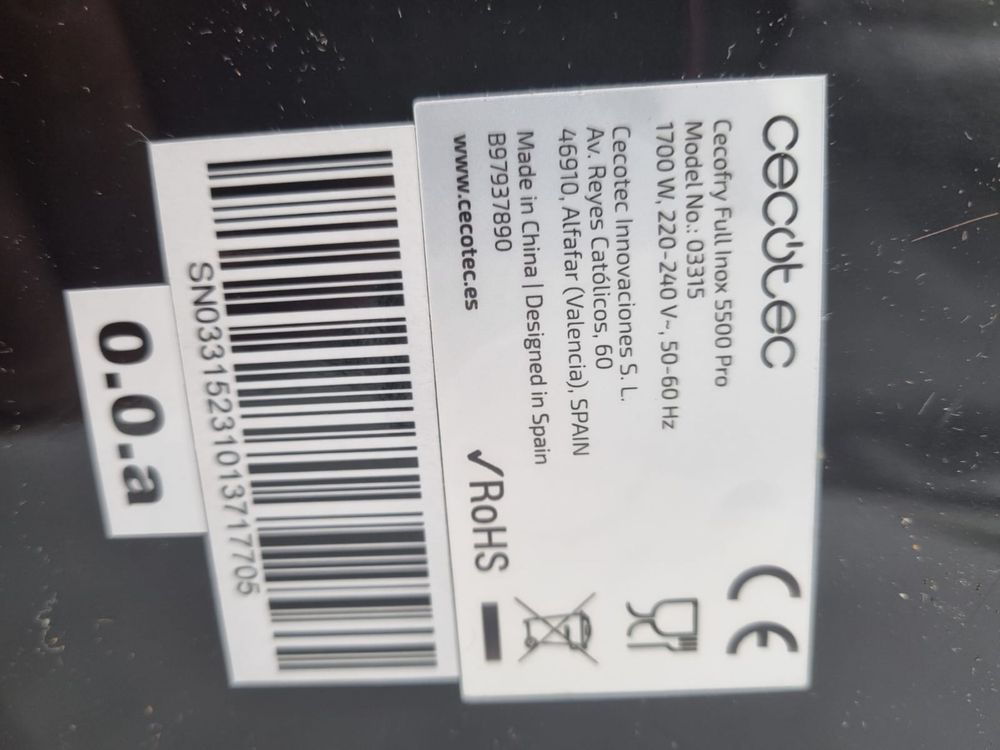 cecotec
Cecofry Full Inox 5500 Pro
Model No.: 03315
1700 W, 220-240 V~, 50-60 Hz
Cecotec Innovaciones S. L.
Av. Reyes Católicos, 60
46910, Alfafar (Valencia), SPAIN
Made in China | Designed in Spain
B97937890
www.cecotec.es
✓RoHS
CE
SN0331523101371​7705
0.0.a